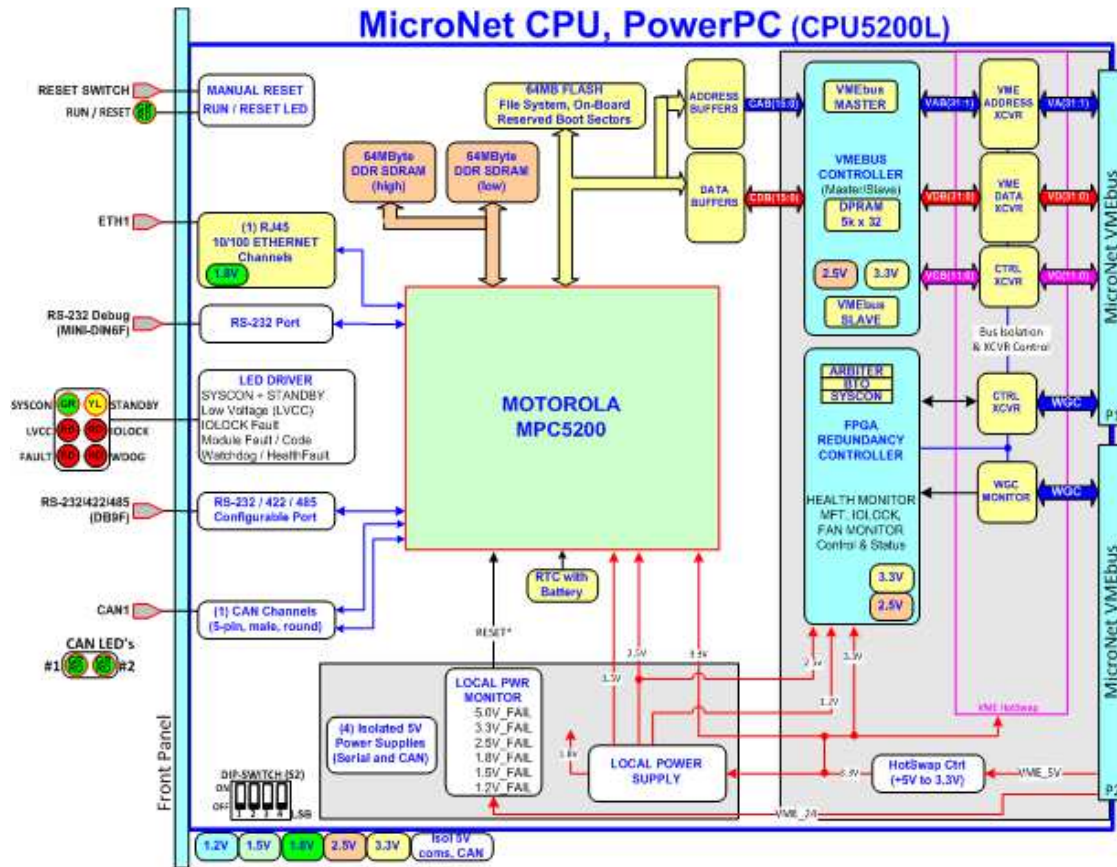 MicroNet CPU, PowerPC (CPU5200L)
RESET SWITCH
RUN / RESET
MANUAL RESET
RUN / RESET LED
64MB FLASH
File System, On-Board
Reserved Boot Sectors
ADDRESS
BUFFERS
CAB(15:0)
VMEbus
MASTER
VAB(31:1)
VME
ADDRESS
XCVR
VA(31:1)
64MByte
DDR SDRAM
(high)
64MByte
DDR SDRAM
(low)
DATA
BUFFERS
CDB(15:0)
VMEBUS
CONTROLLER
(Master/Slave)
DPRAM
5k x 32
VDB(31:0)
VME
DATA
XCVR
VD(31:0)
ETH1
(1) RJ45
10/100 ETHERNET
Channels
1.8V
2.5V
3.3V
VCB(11:0)
CTRL
XCVR
VC(11:0)
MicroNet VMEbus
P1
RS-232 Debug
(MINI-DIN6F)
RS-232 Port
VMEbus
SLAVE
Bus Isolation
& XCVR Control
LED DRIVER
SYSCON + STANDBY
Low Voltage (LVCC)
IOLOCK Fault
Module Fault / Code
Watchdog / HealthFault
SYSCON
GR
YL
STANDBY
LVCC
RD
RD
IOLOCK
FAULT
RD
RD
WDOG
MOTOROLA
MPC5200
ARBITER
BTO
SYSCON
FPGA
REDUNDANCY
CONTROLLER
CTRL
XCVR
WGC
WGC
MONITOR
WGC
HEALTH MONITOR
MFT, IOLOCK,
FAN MONITOR
Control & Status
3.3V
2.5V
RS-232/422/485
(DB9F)
RS-232 / 422 / 485
Configurable Port
RTC with
Battery
CAN1
(1) CAN Channels
(5-pin, male, round)
CAN LED's
#1
#2
RESET*
2.5V
3.3V
1.2V
VME HotSwap
LOCAL PWR
MONITOR
5.0V_FAIL
3.3V_FAIL
2.5V_FAIL
1.8V_FAIL
1.5V_FAIL
1.2V_FAIL
(4) Isolated 5V
Power Supplies
(Serial and CAN)
1.8V
LOCAL POWER
SUPPLY
3.3V
HotSwap Ctrl
(+5V to 3.3V)
VME_5V
VME_24
MicroNet VMEbus
P2
Front Panel
DIP-SWITCH (S2)
ON
OFF
1 2 3 4
LSB
1.2V
1.5V
1.8V
2.5V
3.3V
Isol 5V
coms, CAN